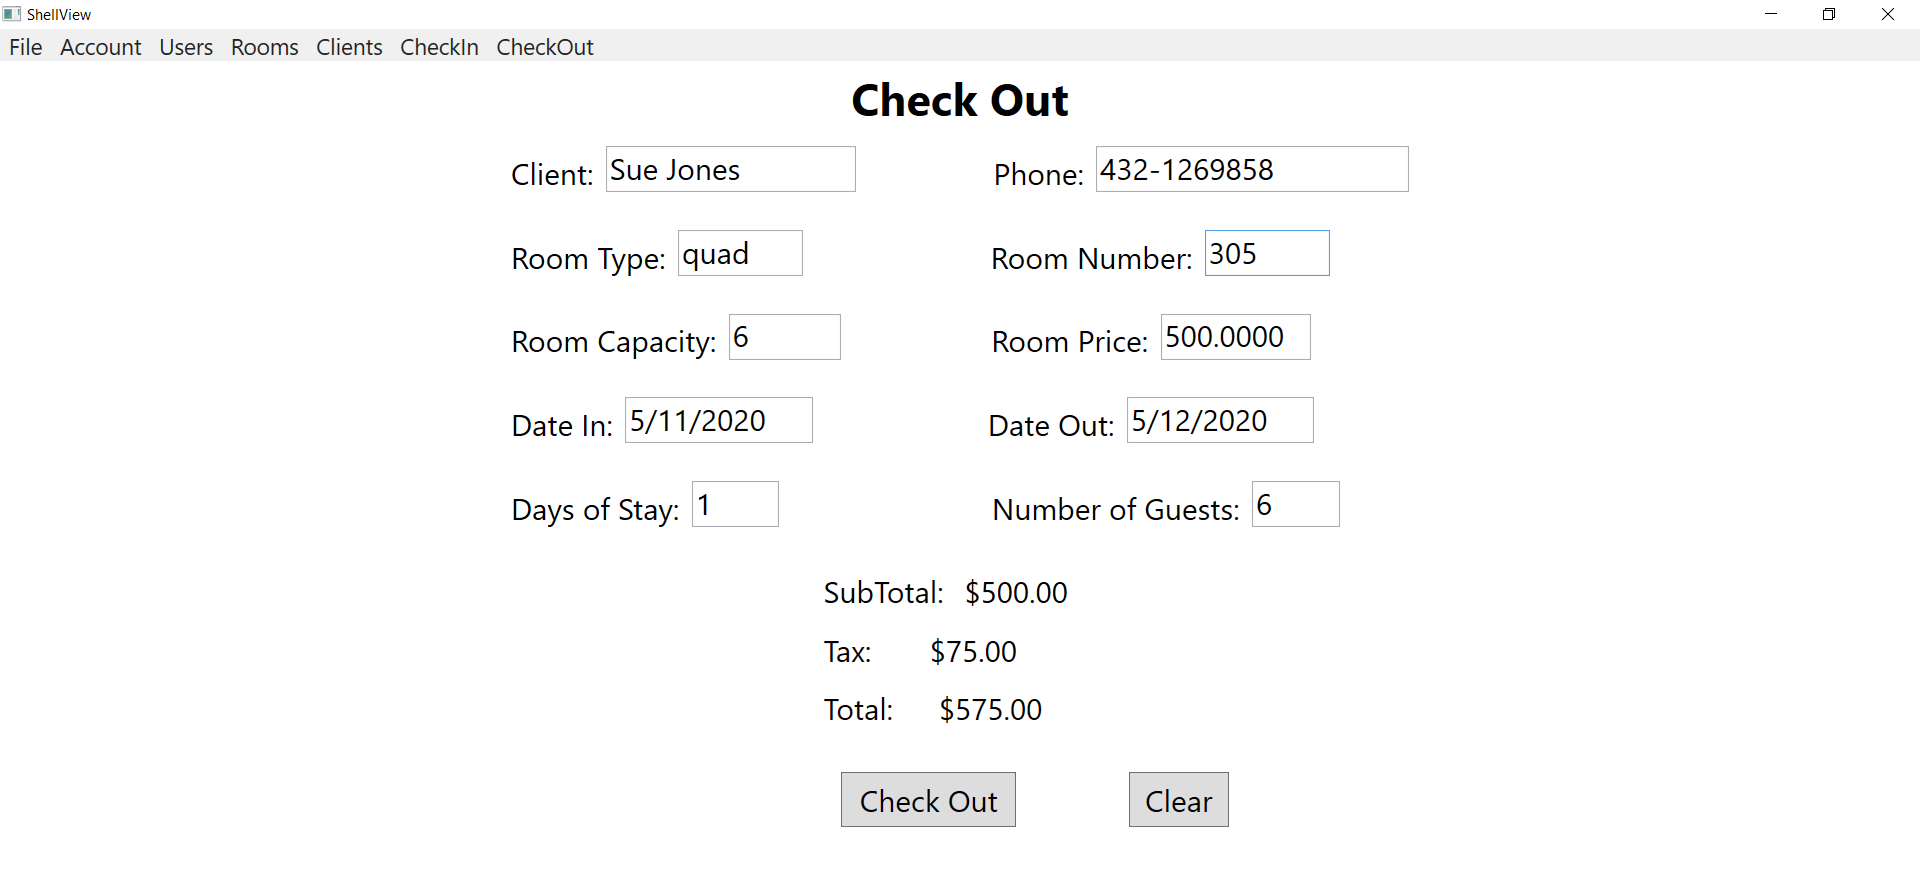 ShellView
File Account Users Rooms Clients CheckIn CheckOut
Check Out
Client: Sue Jones Phone: 432-1269858
Room Type: quad Room Number: 305
Room Capacity: 6 Room Price: 500.0000
Date In: 5/11/2020 Date Out: 5/12/2020
Days of Stay: 1 Number of Guests: 6
SubTotal: $500.00
Tax: $75.00
Total: $575.00
Check Out Clear